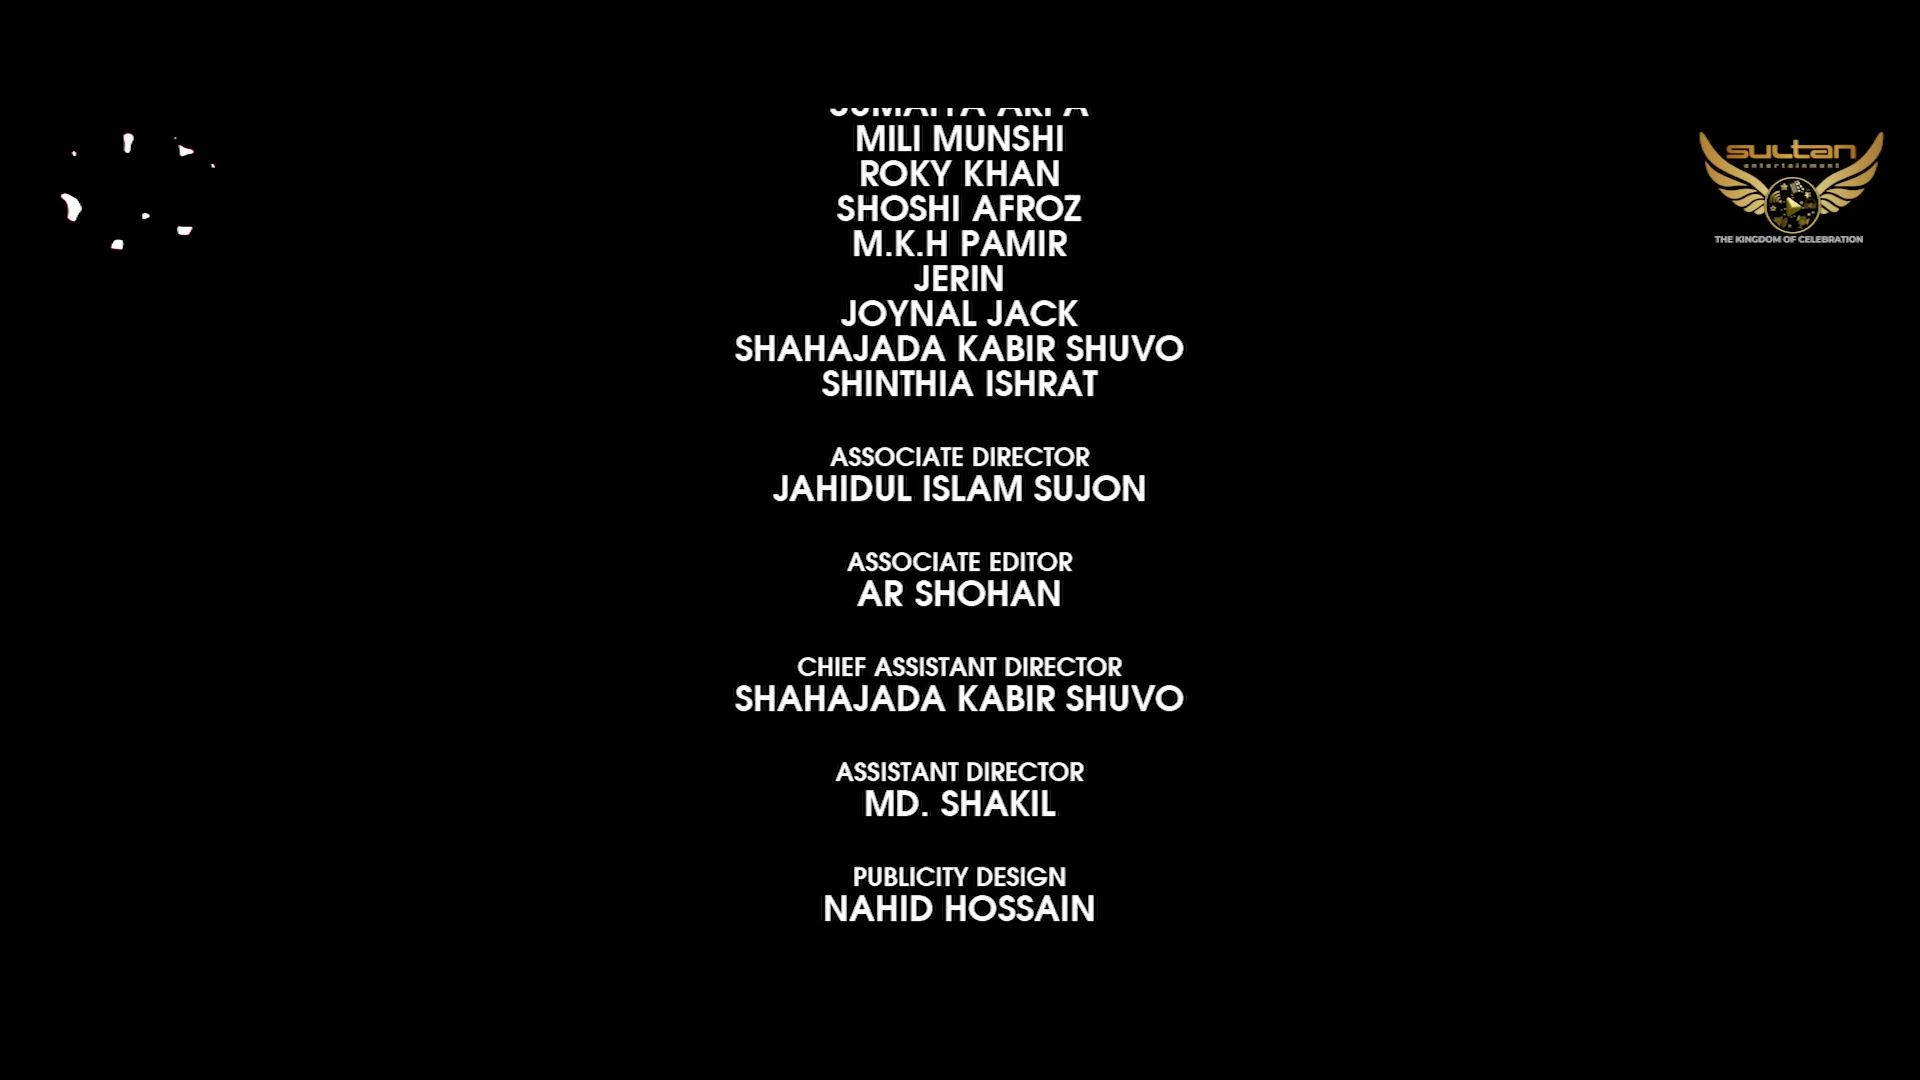 MILI MUNSHI
ROKY KHAN
SHOSHI AFROZ
M.K.H PAMIR
JERIN
JOYNAL JACK
SHAHAJADA KABIR SHUVO
SHINTHIA ISHRAT
ASSOCIATE DIRECTOR
JAHIDUL ISLAM SUJON
ASSOCIATE EDITOR
AR SHOHAN
CHIEF ASSISTANT DIRECTOR
SHAHAJADA KABIR SHUVO
ASSISTANT DIRECTOR
MD. SHAKIL
PUBLICITY DESIGN
NAHID HOSSAIN
sultan
entertainment
THE KINGDOM OF CELEBRATION